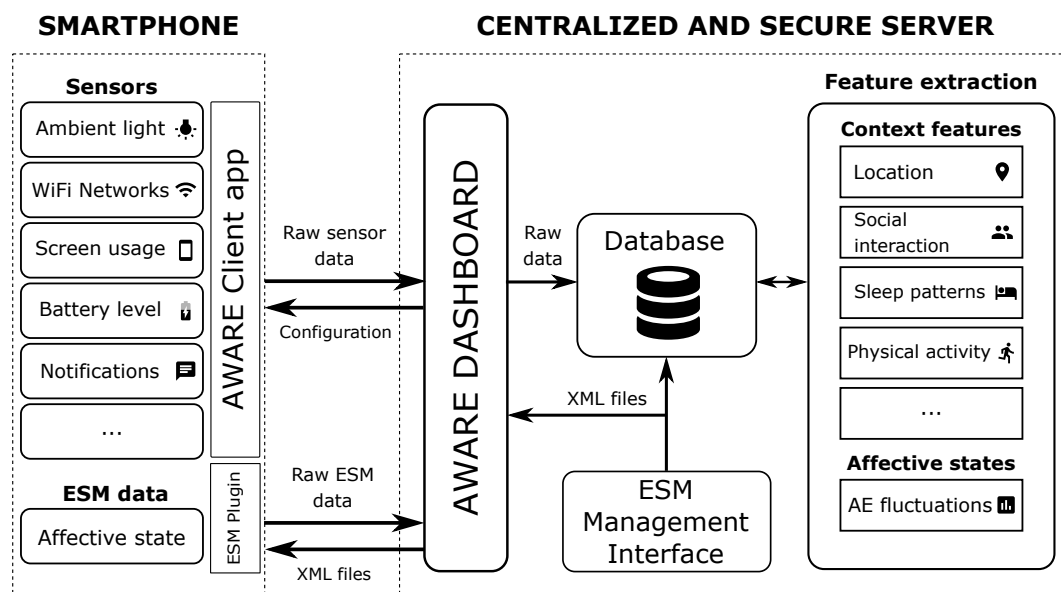 SMARTPHONE
CENTRALIZED AND SECURE SERVER
Sensors
Ambient light
WiFi Networks
Screen usage
Battery level
Notifications
...
AWARE Client app
ESM data
Affective state
ESM Plugin
Raw sensor
data
Configuration
Raw ESM
data
XML files
AWARE DASHBOARD
Raw
data
Database
XML files
ESM
Management
Interface
Feature extraction
Context features
Location
Social
interaction
Sleep patterns
Physical activity
...
Affective states
AE fluctuations